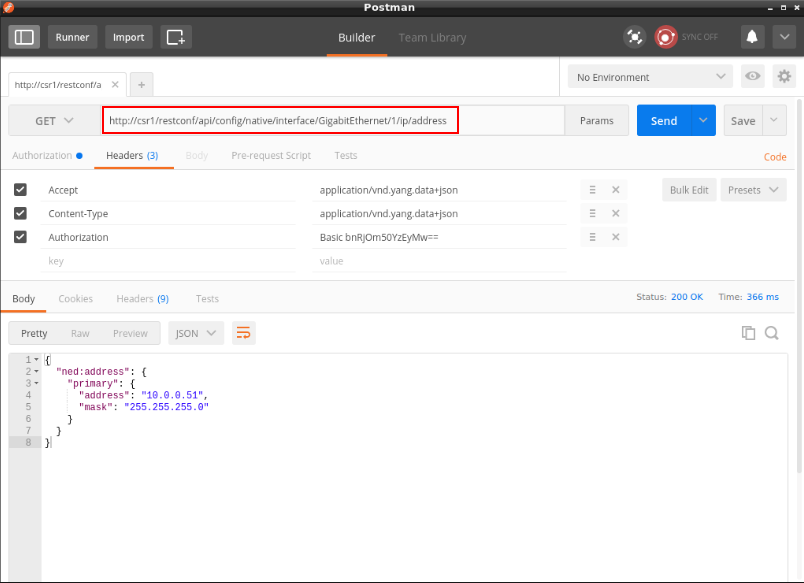 Postman
Runner Import Builder Team Library SYNC OFF
http://csr1/restconf/a No Environment
GET http://csr1/restconf/api/config/native/interface/GigabitEthernet/1/ip/address Params Send Save
Authorization Headers (3) Body Pre-request Script Tests Code
Accept application/vnd.yang.data+json Bulk Edit Presets
Content-Type application/vnd.yang.data+json
Authorization Basic bnRjOm50YzEyMw==
key value
Body Cookies Headers (9) Tests Status: 200 OK Time: 366 ms
Pretty Raw Preview JSON
1 {
2 "ned:address": {
3 "primary": {
4 "address": "10.0.0.51",
5 "mask": "255.255.255.0"
6 }
7 }
8 }